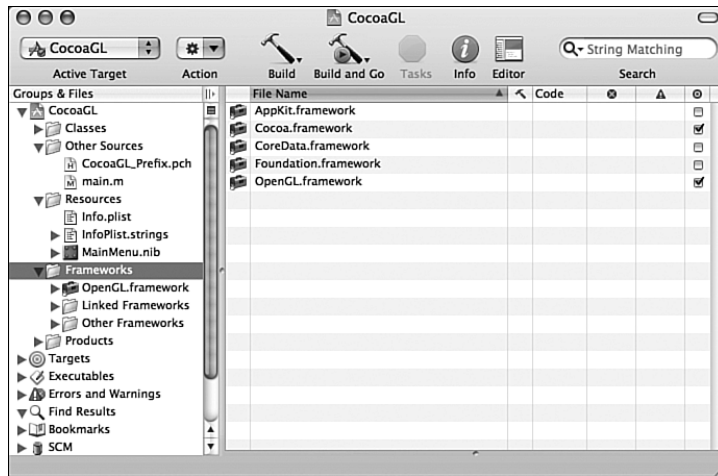 CocoaGL
CocoaGL
Active Target
Action
Build
Build and Go
Tasks
Info
Editor
String Matching
Search
Groups & Files
CocoaGL
Classes
Other Sources
CocoaGL_Prefix.pch
main.m
Resources
Info.plist
InfoPlist.strings
MainMenu.nib
Frameworks
OpenGL.framework
Linked Frameworks
Other Frameworks
Products
Targets
Executables
Errors and Warnings
Find Results
Bookmarks
SCM
File Name
Code
AppKit.framework
Cocoa.framework
CoreData.framework
Foundation.framework
OpenGL.framework